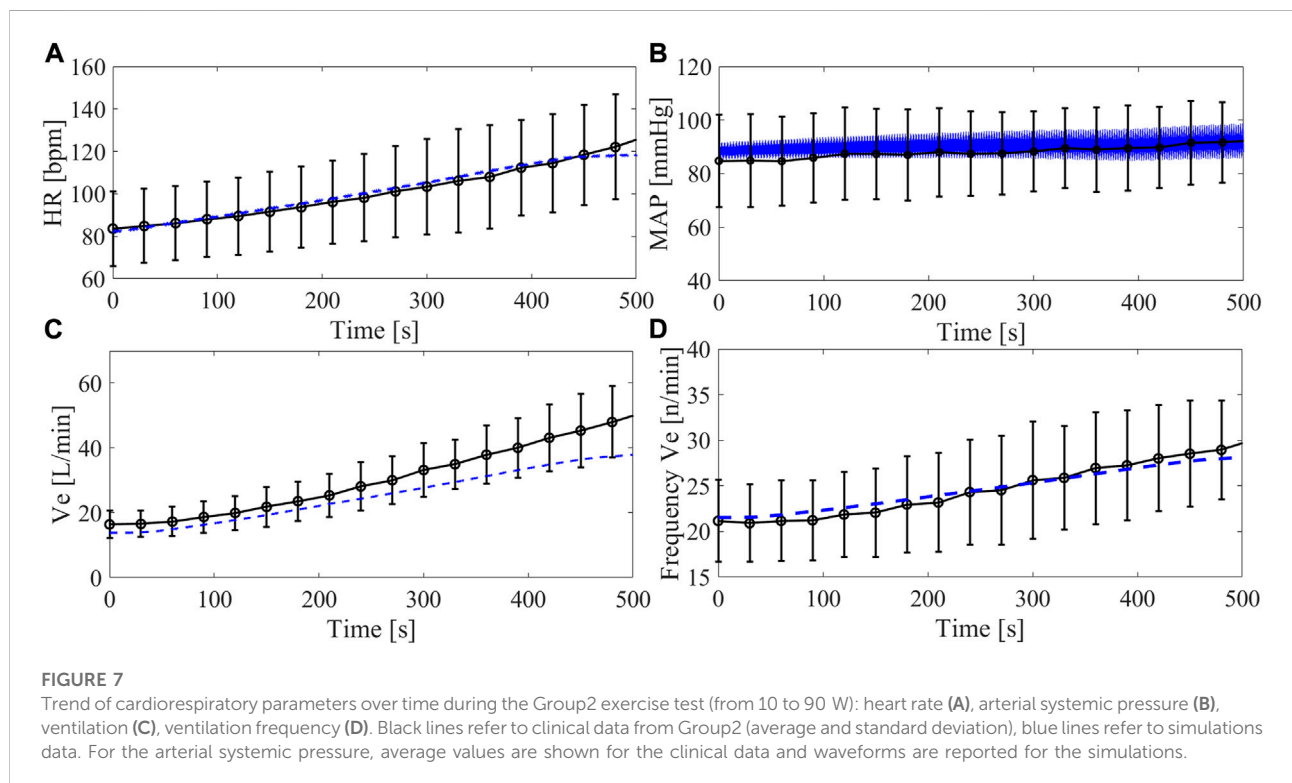 A
B
160
140
120
100
80
60
HR [bpm]
0
100
200
300
400
500
Time [s]
120
100
80
60
40
MAP [mmHg]
0
100
200
300
400
500
Time [s]
C
D
60
40
20
0
Ve [L/min]
0
100
200
300
400
500
Time [s]
40
35
30
25
20
15
Frequency Ve [n/min]
0
100
200
300
400
500
Time [s]
FIGURE 7
Trend of cardiorespiratory parameters over time during the Group2 exercise test (from 10 to 90 W): heart rate (A), arterial systemic pressure (B),
ventilation (C), ventilation frequency (D). Black lines refer to clinical data from Group2 (average and standard deviation), blue lines refer to simulations
data. For the arterial systemic pressure, average values are shown for the clinical data and waveforms are reported for the simulations.